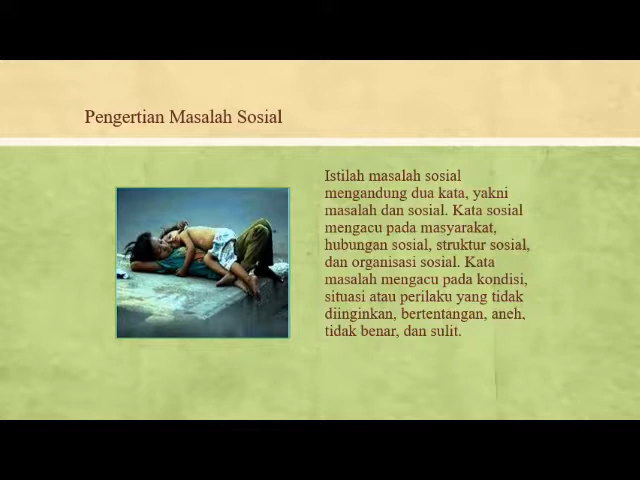 Pengertian Masalah Sosial
Istilah masalah sosial
mengandung dua kata, yakni
masalah dan sosial. Kata sosial
mengacu pada masyarakat,
hubungan sosial, struktur sosial,
dan organisasi sosial. Kata
masalah mengacu pada kondisi,
situasi atau perilaku yang tidak
diinginkan, bertentangan, aneh,
tidak benar, dan sulit.